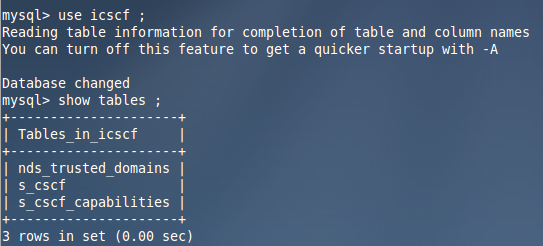 mysql> use icscf ;
Reading table information for completion of table and column names
You can turn off this feature to get a quicker startup with -A

Database changed
mysql> show tables ;
+---------------------+
| Tables_in_icscf     |
+---------------------+
| nds_trusted_domains |
| s_cscf              |
| s_cscf_capabilities |
+---------------------+
3 rows in set (0.00 sec)